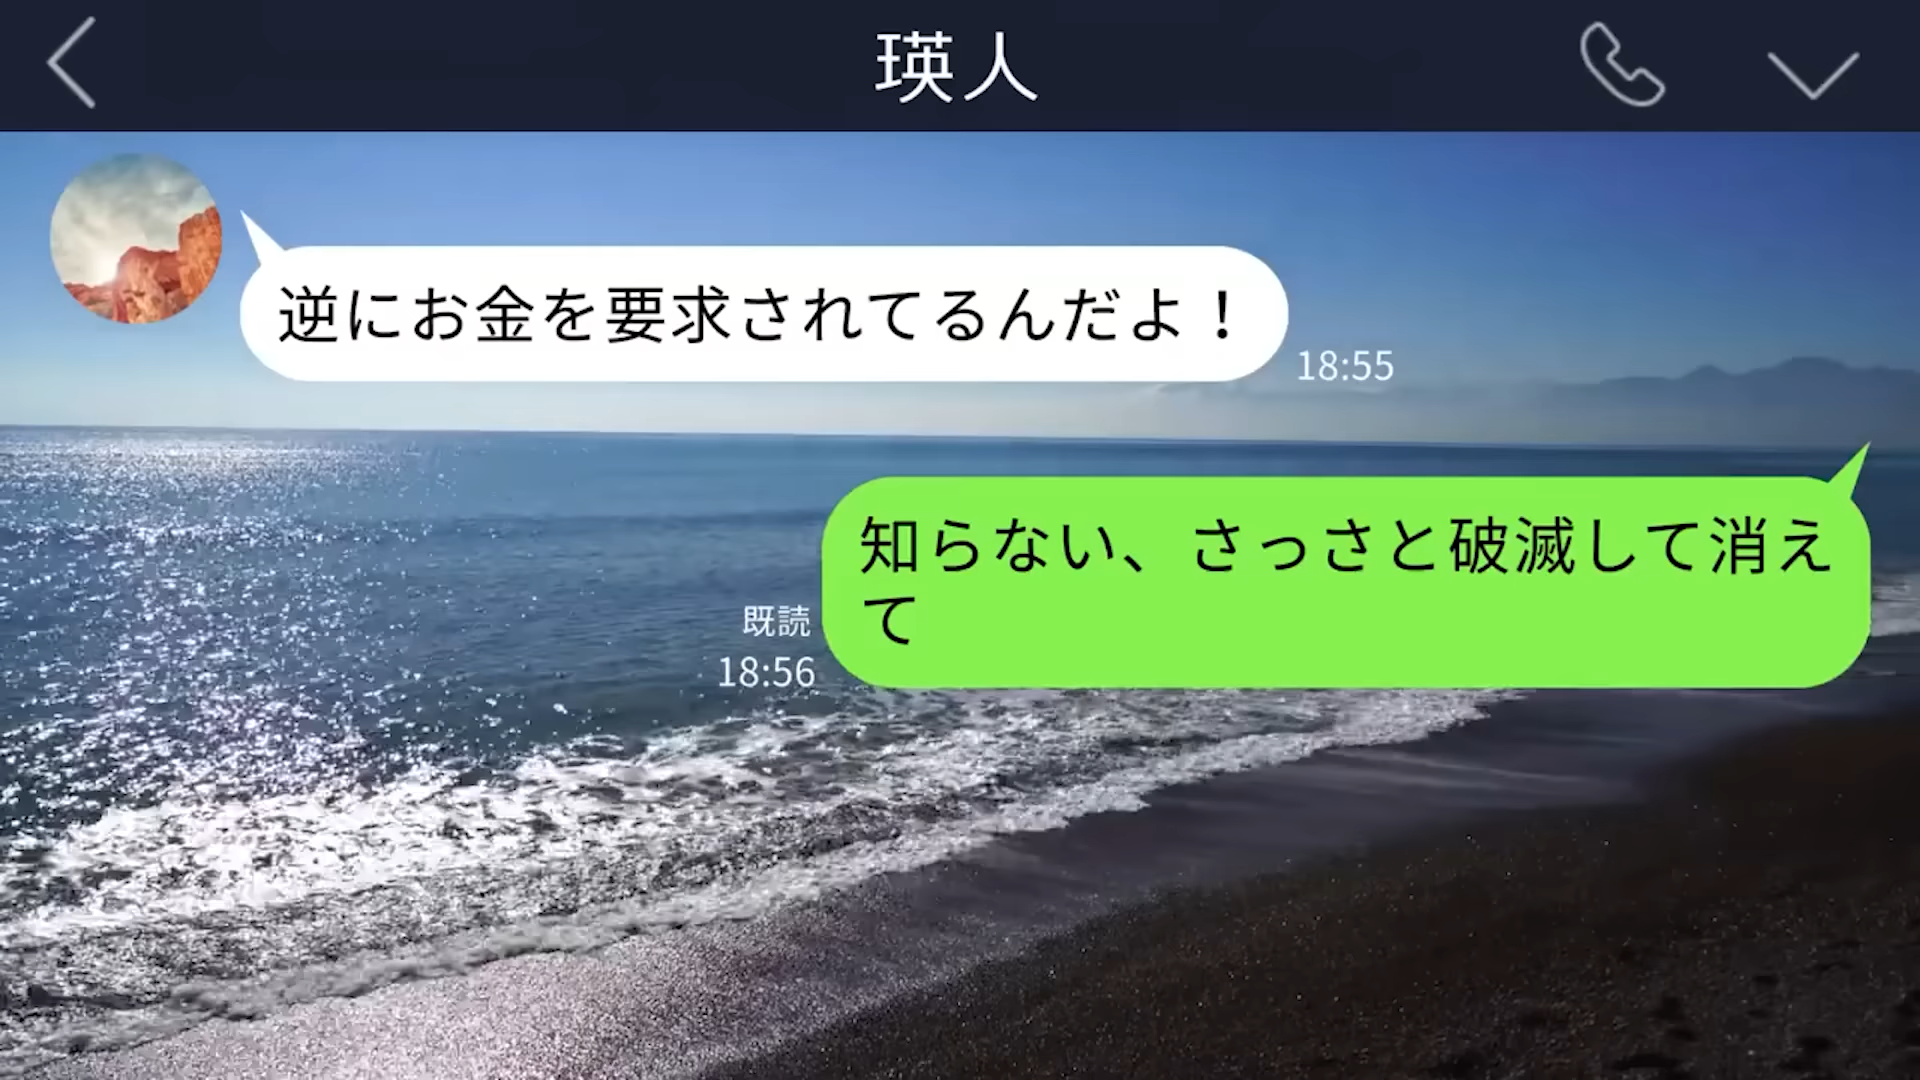 瑛人
逆にお金を要求されてるんだよ！
18:55
知らない、さっさと破滅して消え
て
既読
18:56